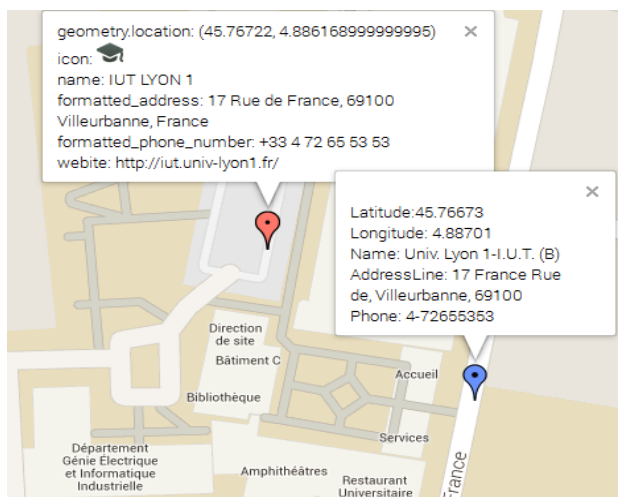 geometry.location: (45.76722, 4.886168999999995)
icon:
name: IUT LYON 1
formatted_address: 17 Rue de France, 69100
Villeurbanne, France
formatted_phone_number: +33 4 72 65 53 53
webite: http://iut.univ-lyon1.fr/
Latitude:45.76673
Longitude: 4.88701
Name: Univ. Lyon 1-I.U.T. (B)
AddressLine: 17 France Rue
de, Villeurbanne, 69100
Phone: 4-72655353
Direction
de site
Bâtiment C
Accueil
Bibliothèque
Services
Département
Génie Électrique
et Informatique
Industrielle
Amphithéâtres
Restaurant
Universitaire
France